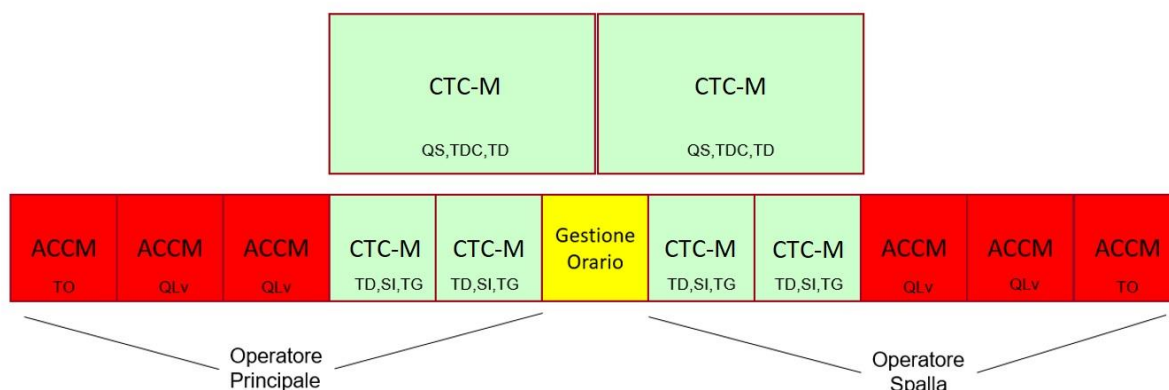 CTC-M CTC-M
QS,TDC,TD QS,TDC,TD
ACCM ACCM ACCM CTC-M CTC-M Gestione Orario CTC-M CTC-M ACCM ACCM ACCM
TO QLv QLv TD,SI,TG TD,SI,TG TD,SI,TG TD,SI,TG QLv QLv TO
Operatore Principale
Operatore Spalla